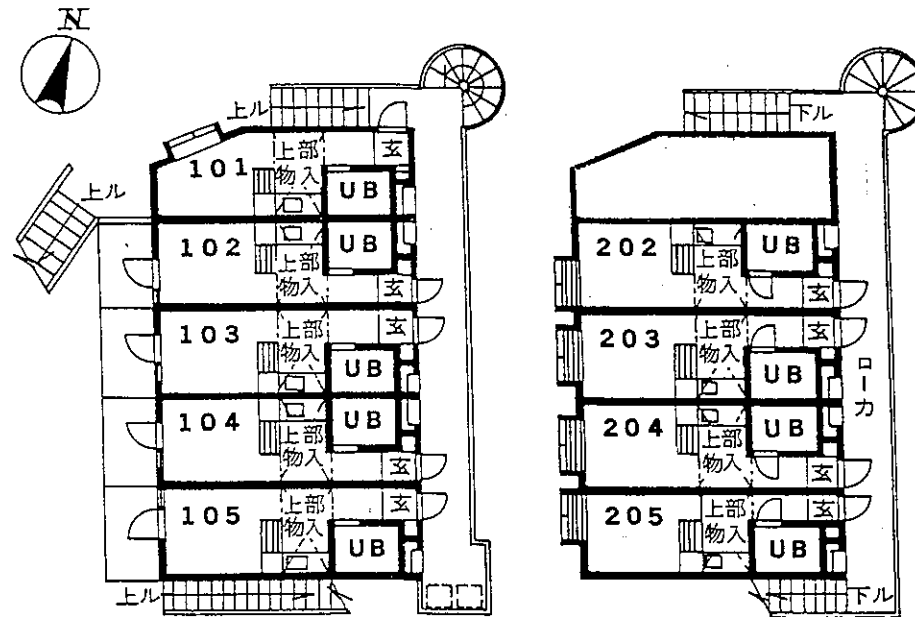 N
上ル
上部
物入
玄
101
UB
上ル
102
UB
上部
物入
玄
103
上部
物入
玄
UB
104
UB
上部
物入
玄
105
上部
物入
玄
UB
上ル
下ル
202
UB
上部
物入
玄
203
上部
物入
玄
UB
ローカ
204
UB
上部
物入
玄
205
上部
物入
玄
UB
下ル